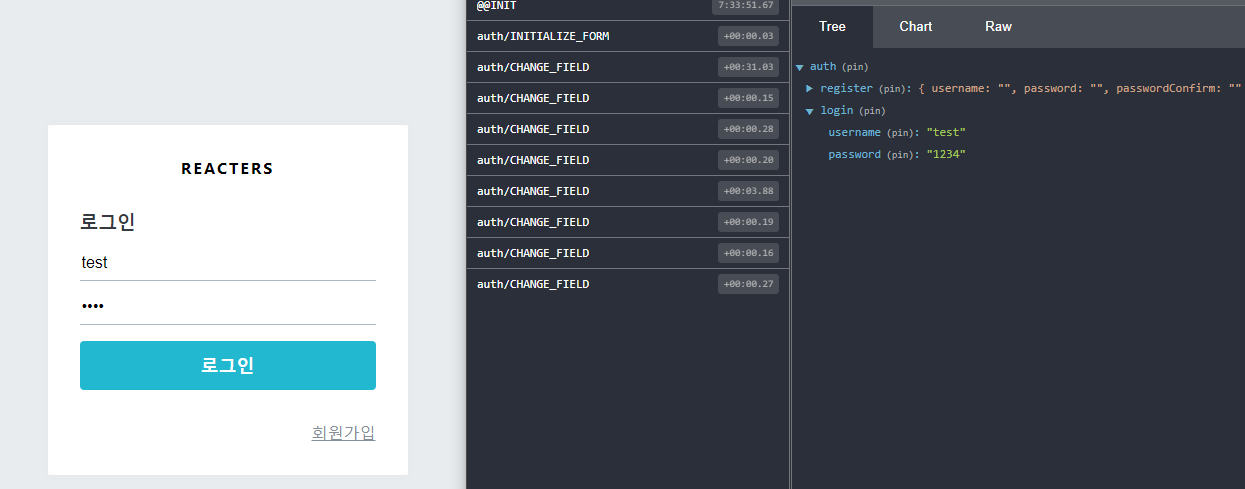 REACTERS
로그인
test
••••
로그인
회원가입
@@INIT 7:33:51.67
auth/INITIALIZE_FORM +00:00.03
auth/CHANGE_FIELD +00:31.03
auth/CHANGE_FIELD +00:00.15
auth/CHANGE_FIELD +00:00.28
auth/CHANGE_FIELD +00:00.20
auth/CHANGE_FIELD +00:03.88
auth/CHANGE_FIELD +00:00.19
auth/CHANGE_FIELD +00:00.16
auth/CHANGE_FIELD +00:00.27
Tree Chart Raw
auth (pin)
register (pin): { username: "", password: "", passwordConfirm: ""
login (pin)
username (pin): "test"
password (pin): "1234"